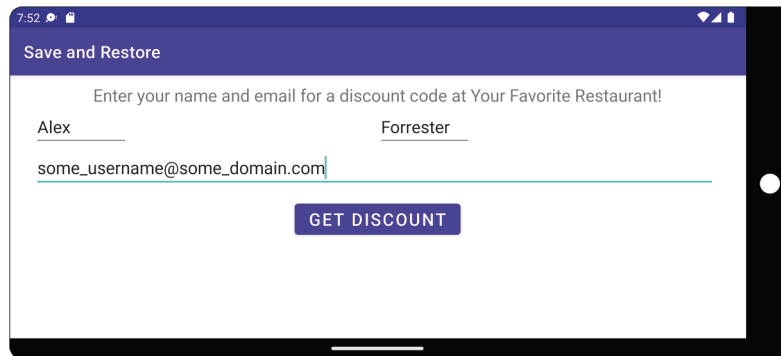 7:52
Save and Restore
Enter your name and email for a discount code at Your Favorite Restaurant!
Alex Forrester
some_username@some_domain.com
GET DISCOUNT